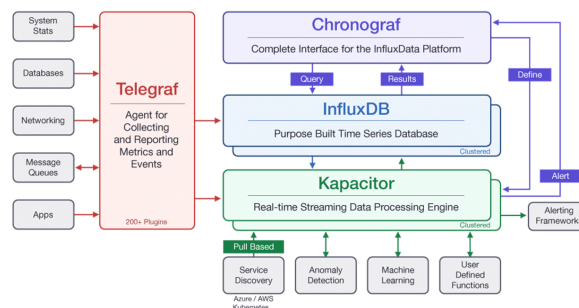 System
Stats
Databases
Networking
Message
Queues
Apps
Telegraf
Agent for
Collecting
and Reporting
Metrics and
Events
200+ Plugins
Chronograf
Complete Interface for the InfluxData Platform
Query
Results
Define
InfluxDB
Purpose Built Time Series Database
Clustered
Alert
Kapacitor
Real-time Streaming Data Processing Engine
Clustered
Alerting
Frameworks
Pull Based
Service
Discovery
Anomaly
Detection
Machine
Learning
User
Defined
Functions
Azure / AWS
Kubernetes